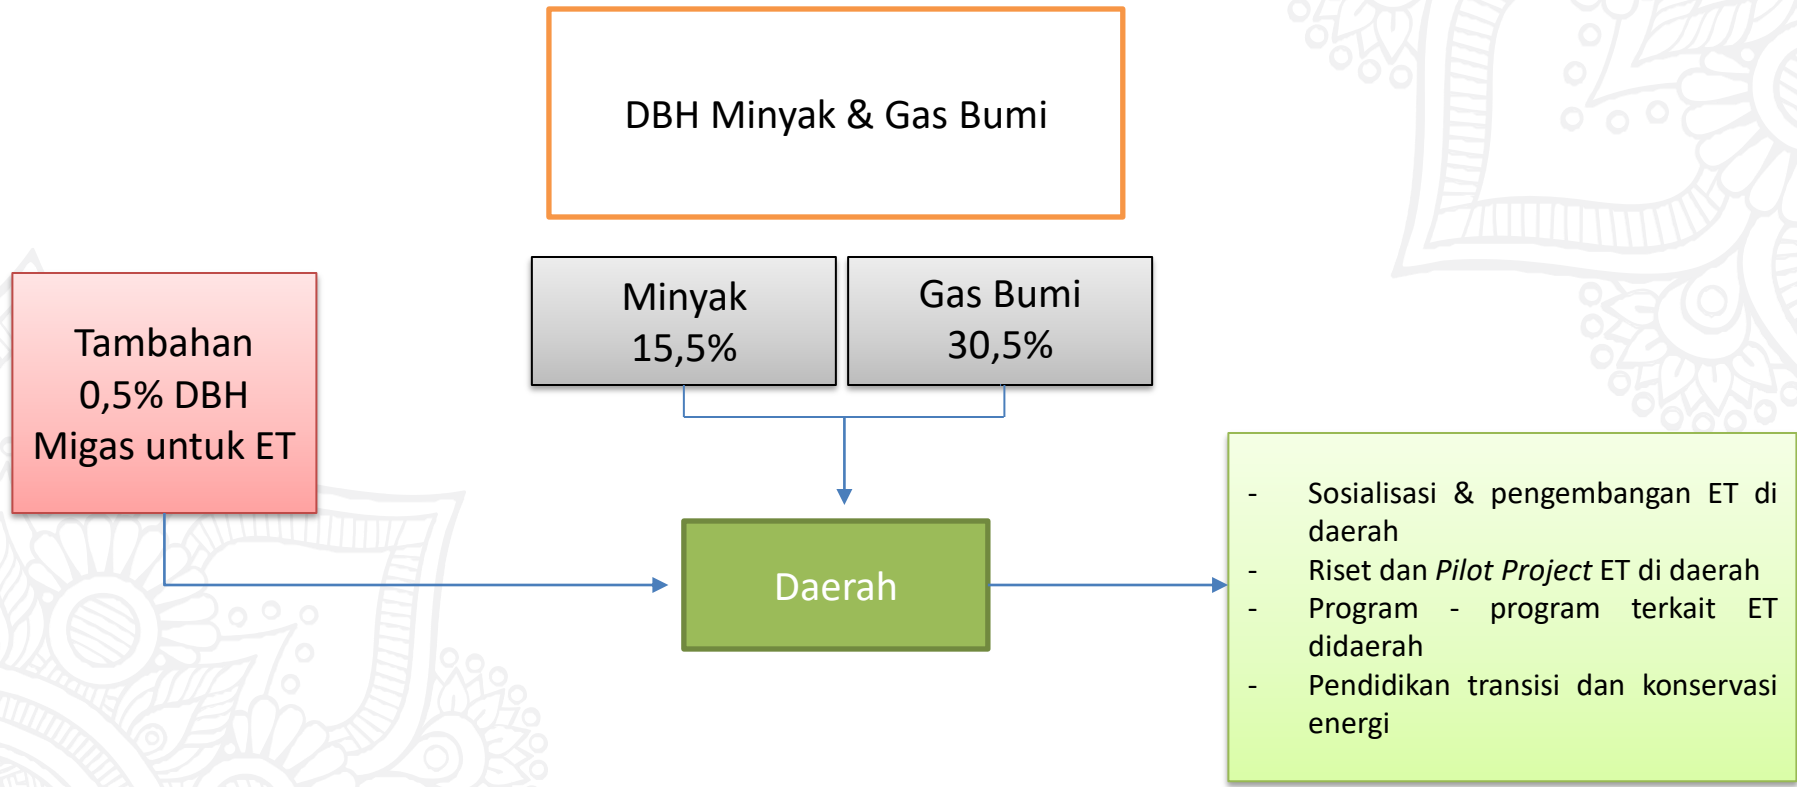 DBH Minyak & Gas Bumi
Minyak
15,5%
Gas Bumi
30,5%
Tambahan
0,5% DBH
Migas untuk ET
Daerah
- Sosialisasi & pengembangan ET di
daerah
- Riset dan Pilot Project ET di daerah
- Program - program terkait ET
didaerah
- Pendidikan transisi dan konservasi
energi